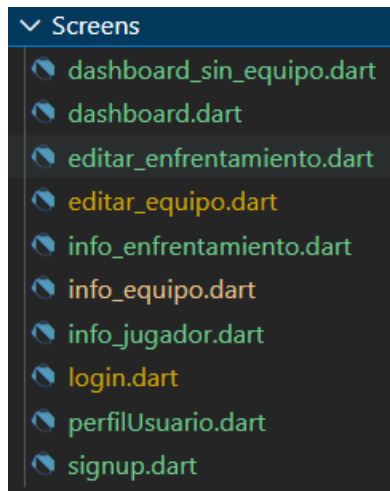 Screens
dashboard_sin_equipo.dart
dashboard.dart
editar_enfrentamiento.dart
editar_equipo.dart
info_enfrentamiento.dart
info_equipo.dart
info_jugador.dart
login.dart
perfilUsuario.dart
signup.dart